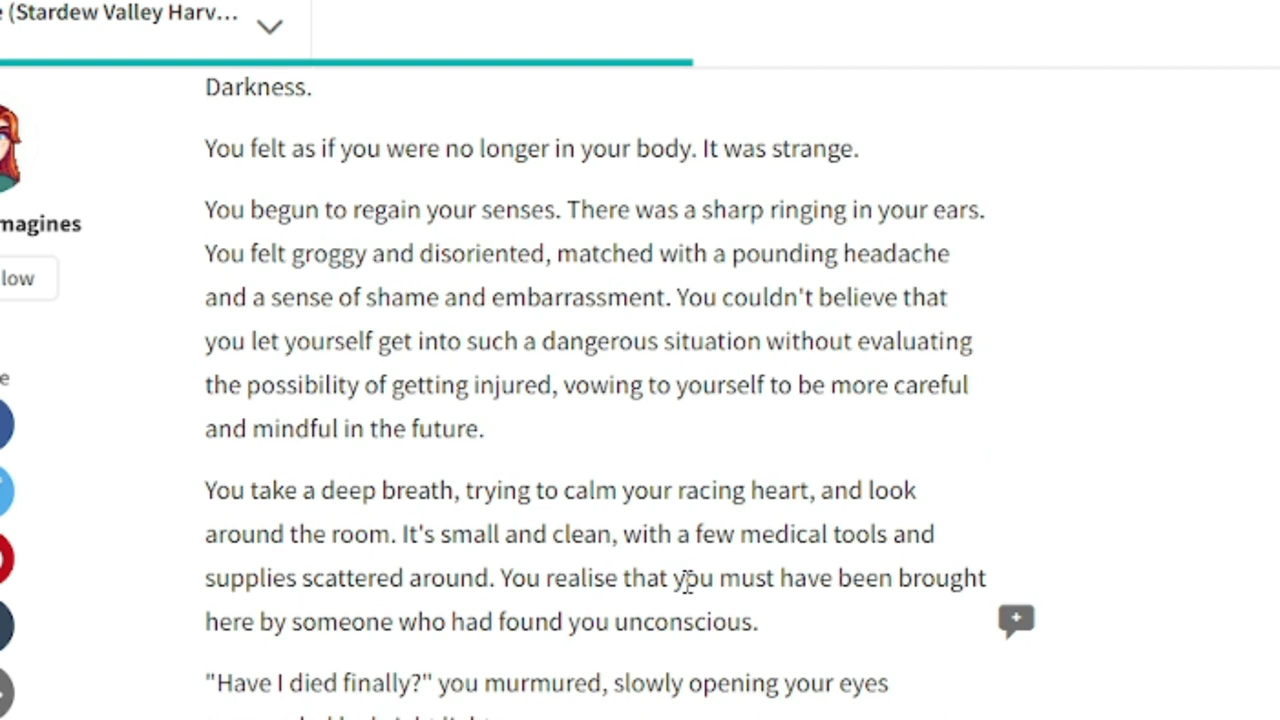 (Stardew Valley Harv...
Darkness.
You felt as if you were no longer in your body. It was strange.
magines
low
You begun to regain your senses. There was a sharp ringing in your ears.
You felt groggy and disoriented, matched with a pounding headache
and a sense of shame and embarrassment. You couldn't believe that
you let yourself get into such a dangerous situation without evaluating
the possibility of getting injured, vowing to yourself to be more careful
and mindful in the future.
You take a deep breath, trying to calm your racing heart, and look
around the room. It's small and clean, with a few medical tools and
supplies scattered around. You realise that you must have been brought
here by someone who had found you unconscious.
"Have I died finally?" you murmured, slowly opening your eyes